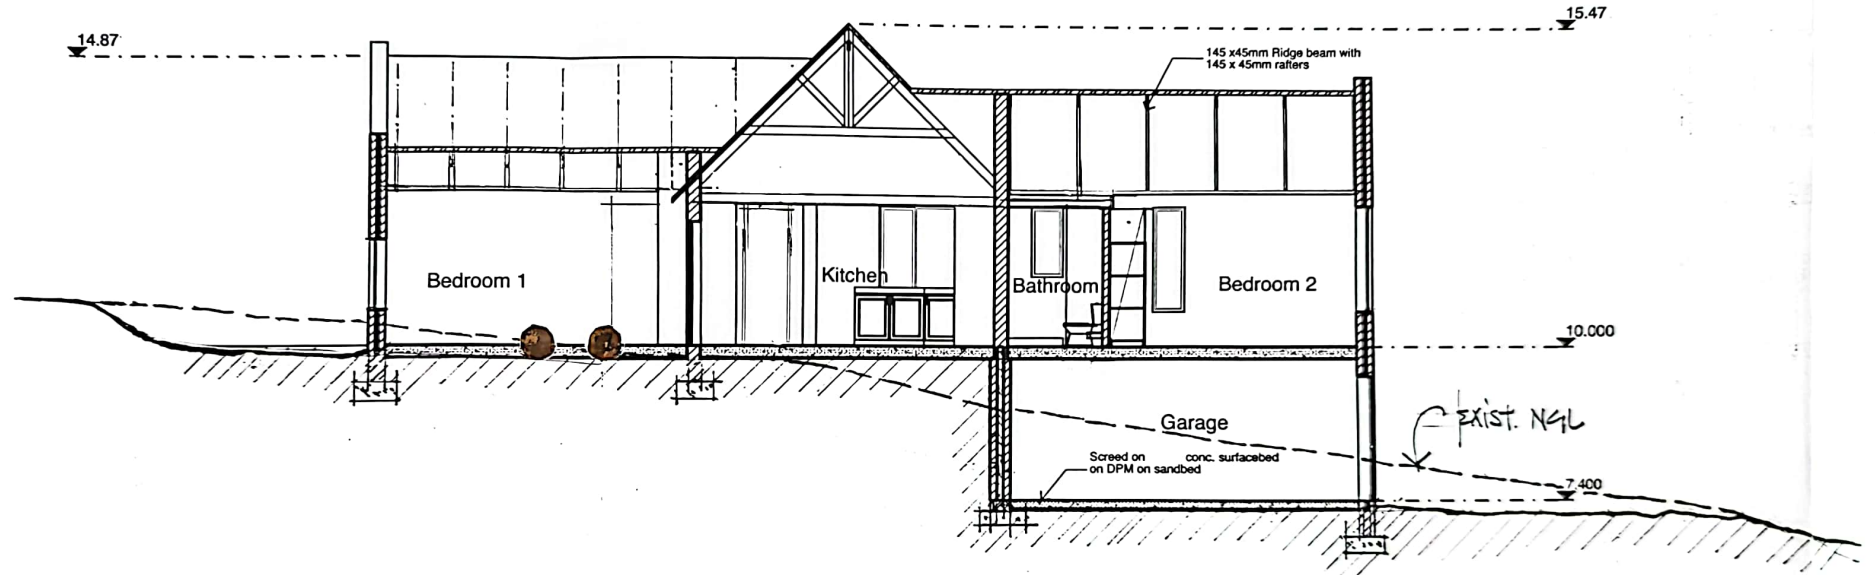 15.47
14.87
145 x45mm Ridge beam with
145 x 45mm rafters
Bedroom 1
Kitchen
Bathroom
Bedroom 2
10.000
Garage
Exist. NGL
Screed on conc. surfacebed
on DPM on sandbed
7.400